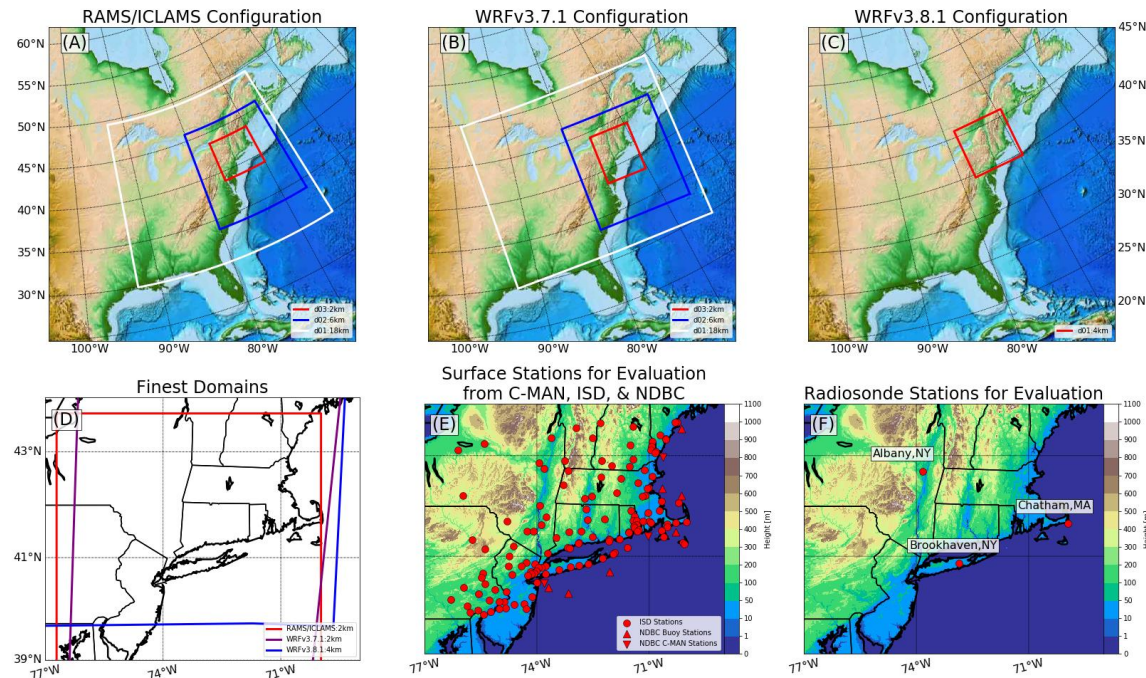 RAMS/ICLAMS Configuration
(A)
62°N
55°N
50°N
45°N
40°N
35°N
30°N
100°W
90°W
80°W
d03:2km
d02:6km
d01:18km
WRFv3.7.1 Configuration
(B)
100°W
90°W
80°W
d03:2km
d02:6km
d01:18km
WRFv3.8.1 Configuration
(C)
45°N
40°N
35°N
30°N
25°N
20°N
100°W
90°W
80°W
d01:4km
Finest Domains
(D)
43°N
41°N
39°N
77°W
74°W
71°W
RAMS/ICLAMS:2km
WRFv3.7.1:2km
WRFv3.8.1:4km
Surface Stations for Evaluation
from C-MAN, ISD, & NDBC
(E)
77°W
74°W
71°W
ISD Stations
NDBC Buoy Stations
NDBC C-MAN Stations
1100
1000
900
800
700
600
500
400
300
200
100
50
10
1
0
Height [m]
Radiosonde Stations for Evaluation
(F)
Albany,NY
Chatham,MA
Brookhaven,NY
77°W
74°W
71°W
1100
1000
900
800
700
600
500
400
300
200
100
50
10
1
0
Height [m]